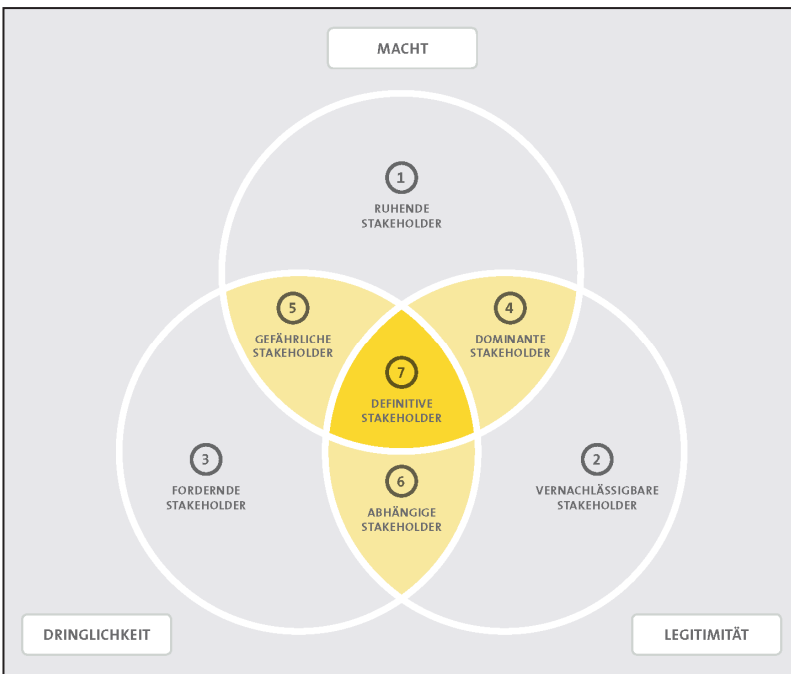 MACHT
1
RUHENDE
STAKEHOLDER
5
GEFÄHRLICHE
STAKEHOLDER
4
DOMINANTE
STAKEHOLDER
7
DEFINITIVE
STAKEHOLDER
3
FORDERNDE
STAKEHOLDER
6
ABHÄNGIGE
STAKEHOLDER
2
VERNACHLÄSSIGBARE
STAKEHOLDER
DRINGLICHKEIT
LEGITIMITÄT